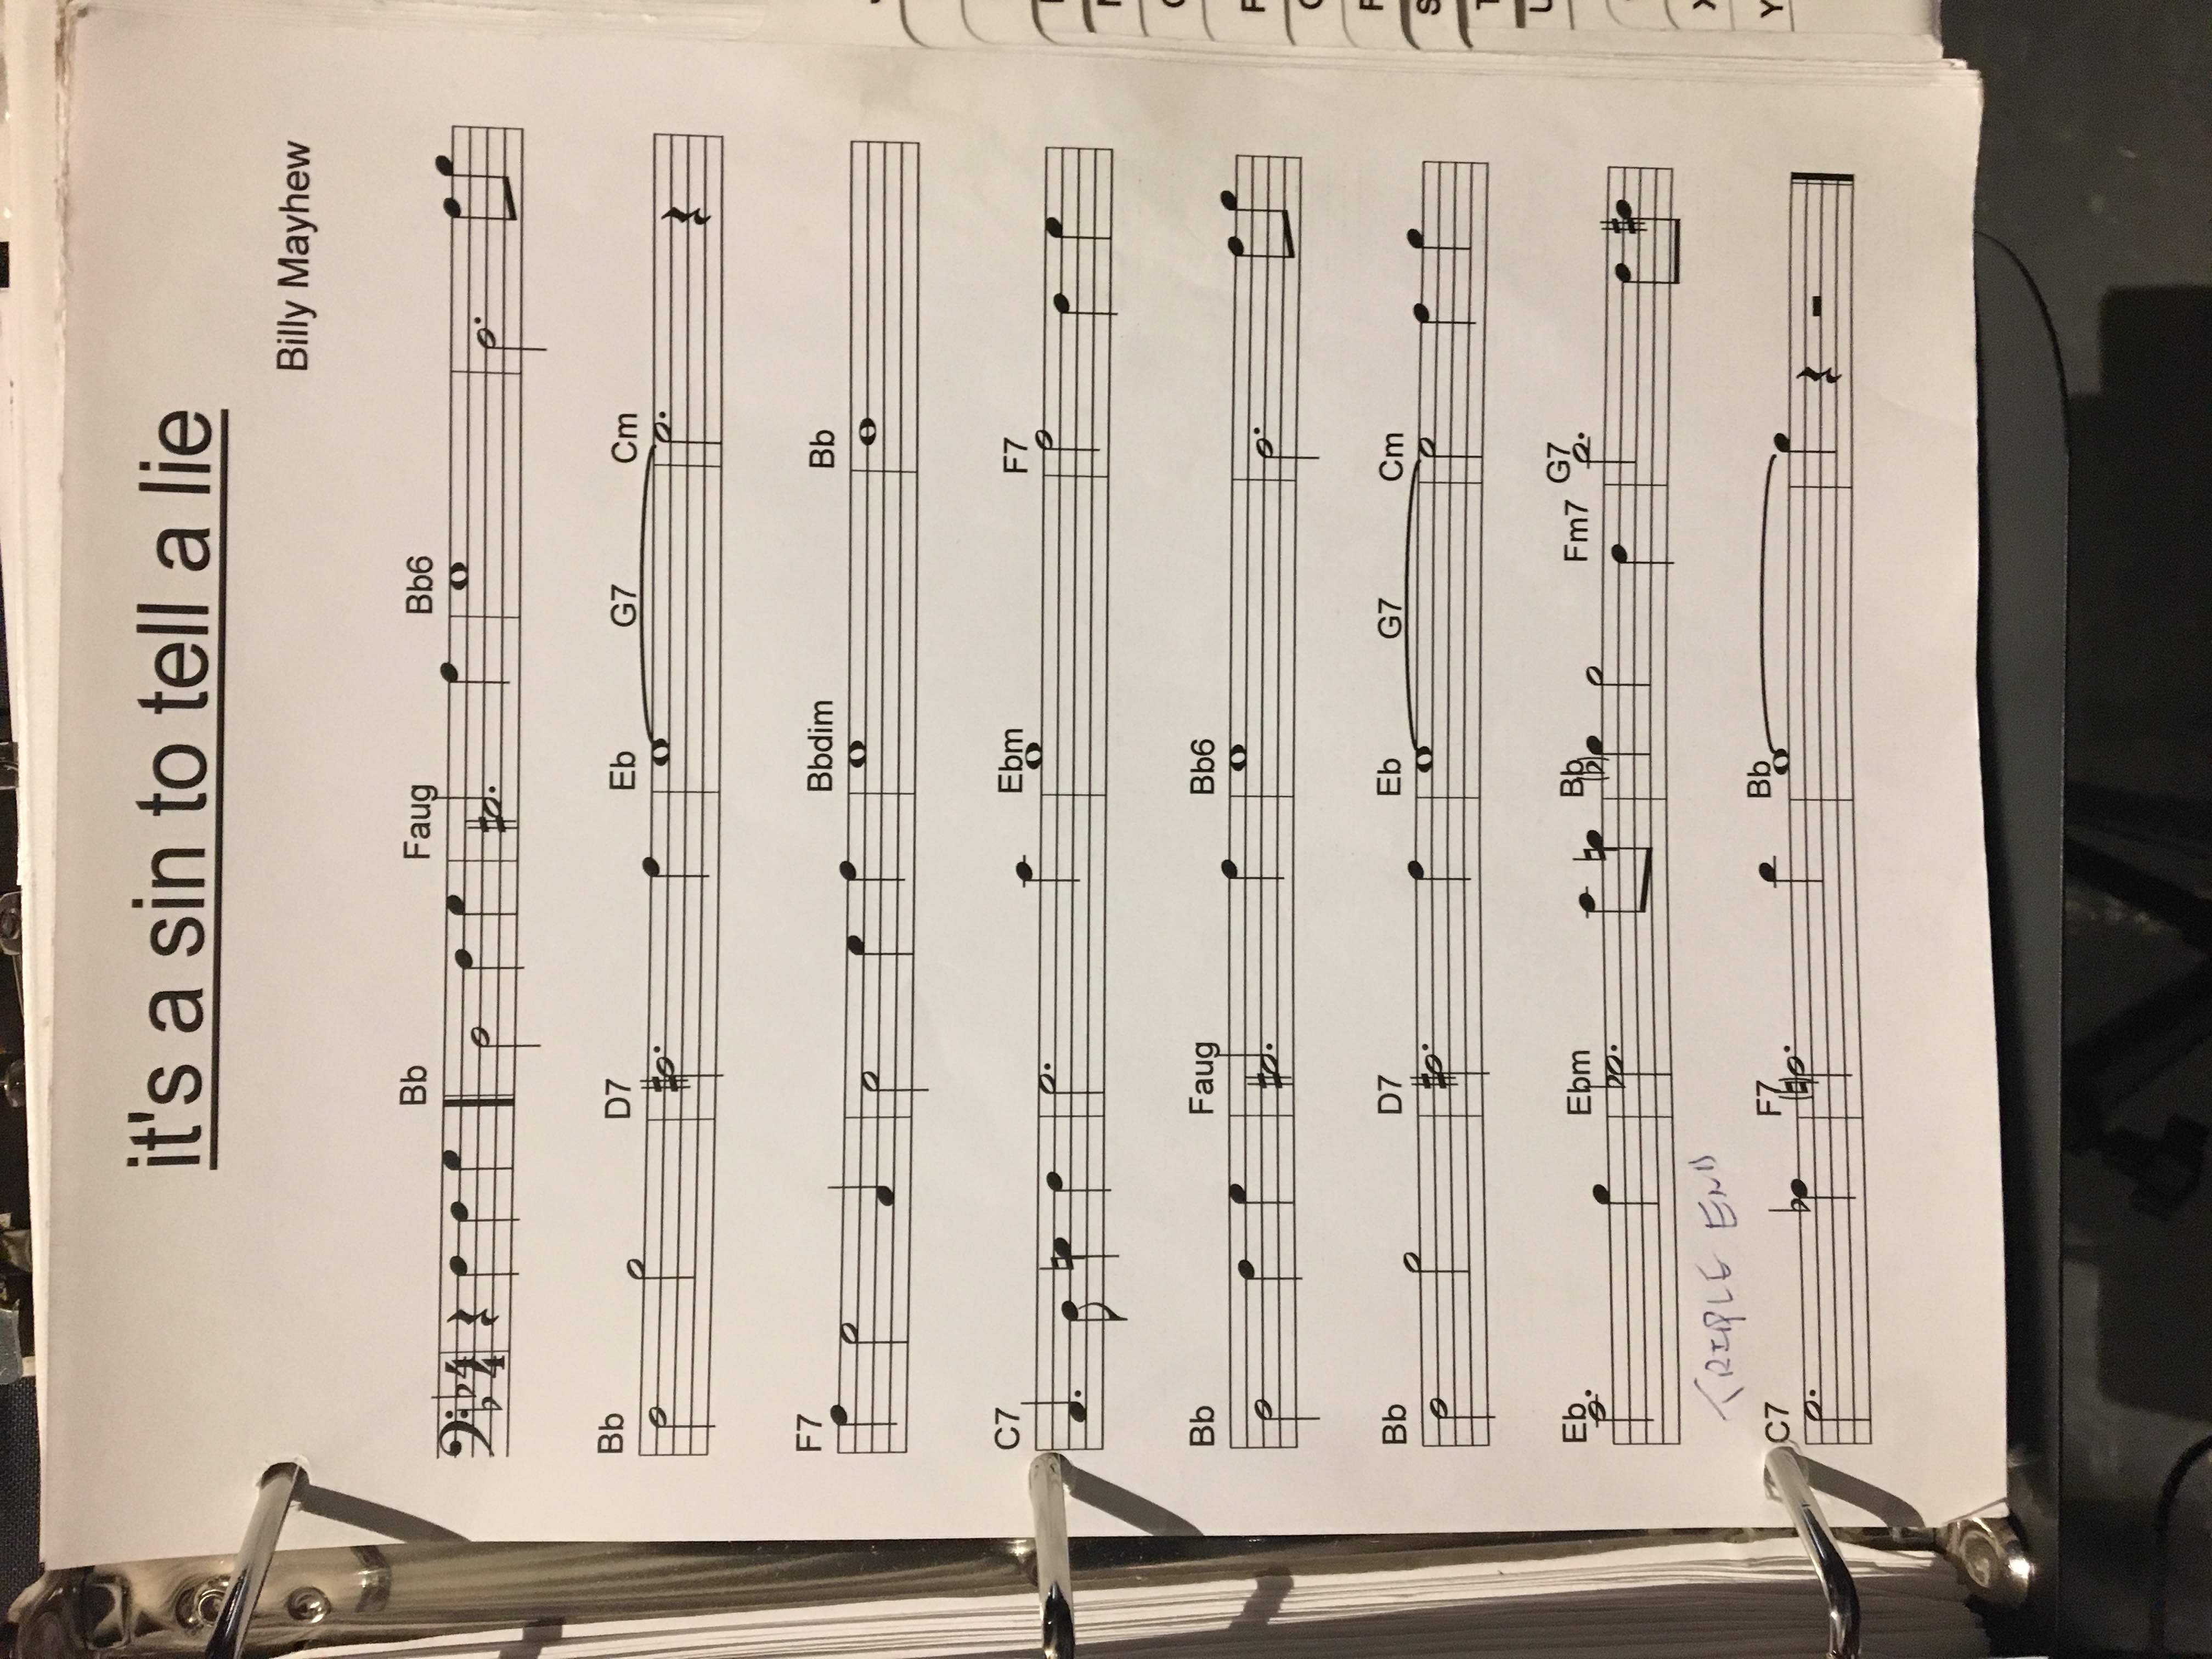 it's a sin to tell a lie
Billy Mayhew
Bb Faug Bb6
4
4
Bb D7 Eb G7 Cm
F7 Bbdim Bb
C7 Ebm F7
Bb Faug Bb6
Bb D7 Eb G7 Cm
Eb Ebm Bb Fm7 G7
TRIPLE END
C7 F7 Bb
S
T
U
X
Y